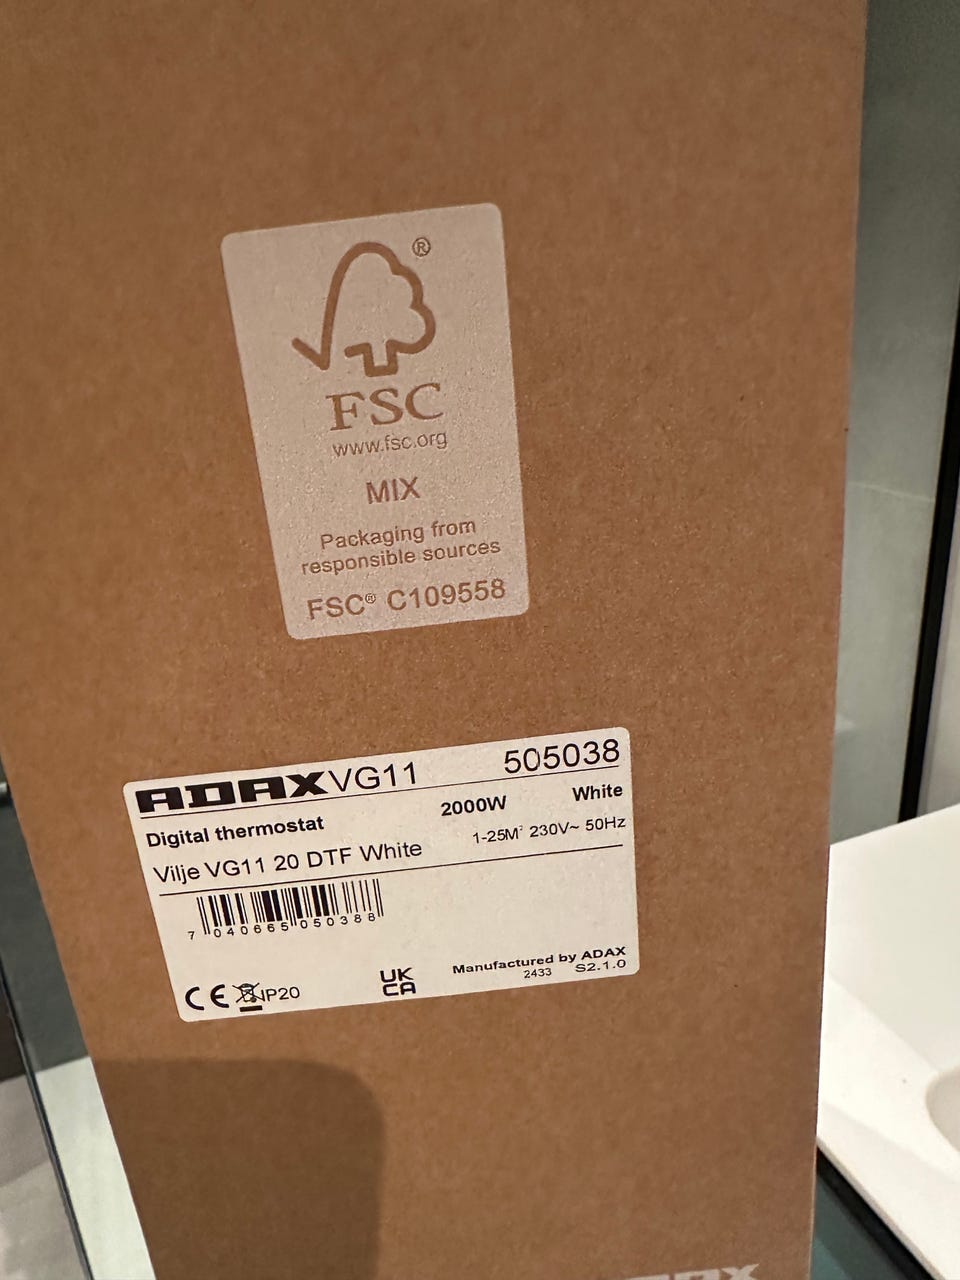 ®
FSC
www.fsc.org
MIX
Packaging from
responsible sources
FSC® C109558
ADAX VG11 505038
Digital thermostat 2000W White
Vilje VG11 20 DTF White 1-25M² 230V~ 50Hz
7 040665 050388
CE IP20 UK
CA
Manufactured by ADAX
2433 S2.1.0
ADAX